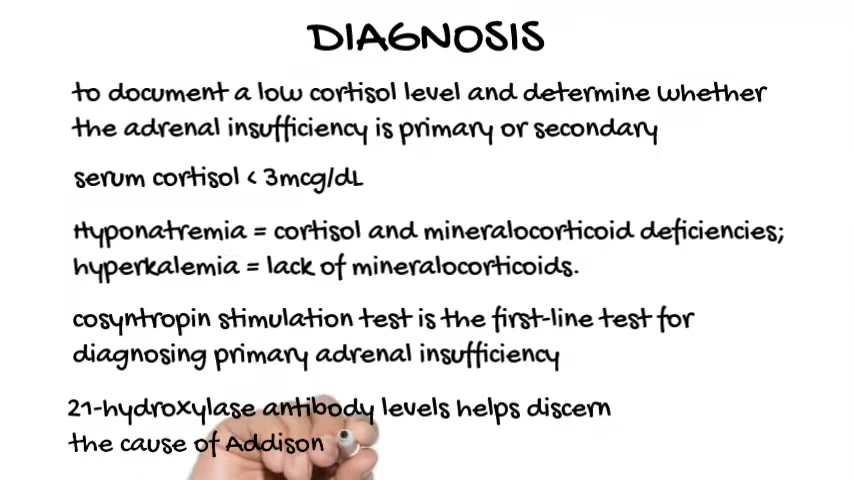 DIAGNOSIS
to document a low cortisol level and determine whether
the adrenal insufficiency is primary or secondary
serum cortisol < 3mcg/dL
Hyponatremia = cortisol and mineralocorticoid deficiencies;
hyperkalemia = lack of mineralocorticoids.
cosyntropin stimulation test is the first-line test for
diagnosing primary adrenal insufficiency
21-hydroxylase antibody levels helps discern
the cause of Addison